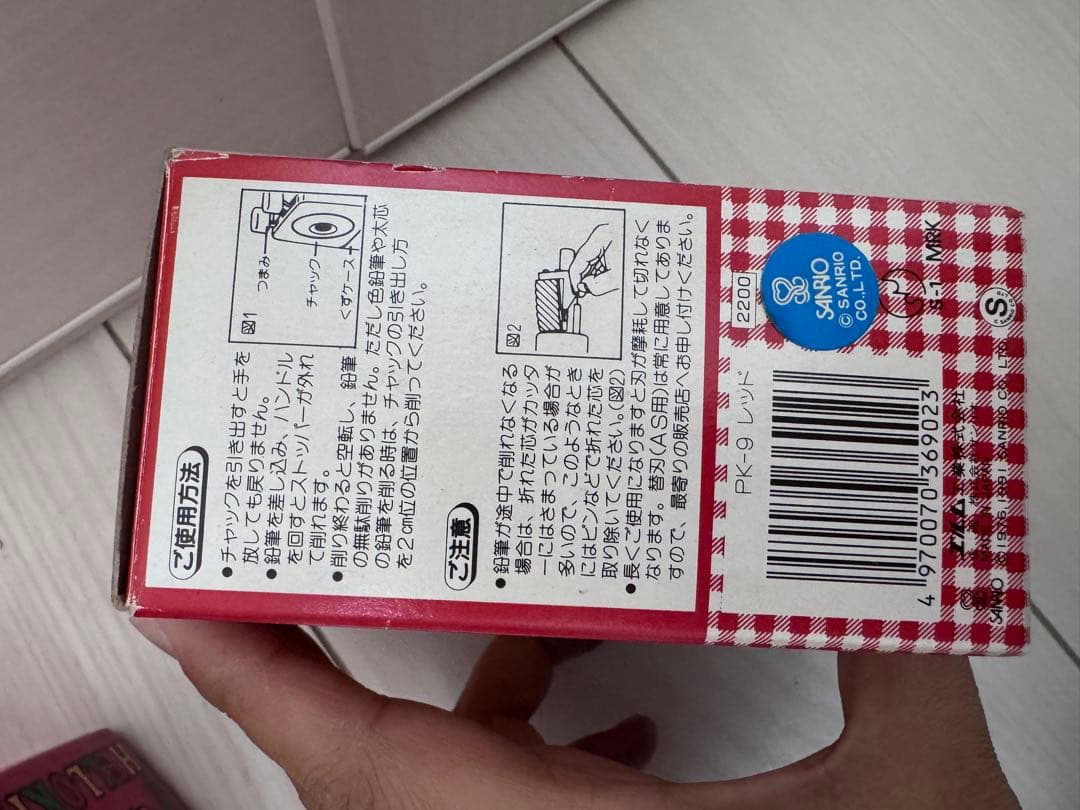 ご使用方法
●チャックを引き出すと手を
放しても戻りません。
●鉛筆を差し込み、ハンドル
を回すとストッパーが外れ
て削れます。
●削り終わると空転し、鉛筆
の無駄削りがありません。ただし色鉛筆や太芯
の鉛筆を削る時は、チャックの引き出し方
を2cm位の位置から削ってください。
図1
つまみ
チャック
くずケース
ご注意
●鉛筆が途中で削れなくなる
場合は、折れた芯がカッタ
ーにはさまっている場合が
多いので、このようなとき
にはピンなどで折れた芯を
取り除いてください。(図2)
●長くご使用になりますと刃が摩耗して切れなく
なります。替刃(AS用)は常に用意してありま
すので、最寄りの販売店へお申し付けください。
図2
2200
SANRIO
© SANRIO
CO.,LTD.
S-1 MRK
PK-9 レッド
4 970070 369023
工業株式会社
MADE IN JAPAN
SANRIO © 1976, 1991 SANRIO CO., LTD.
S